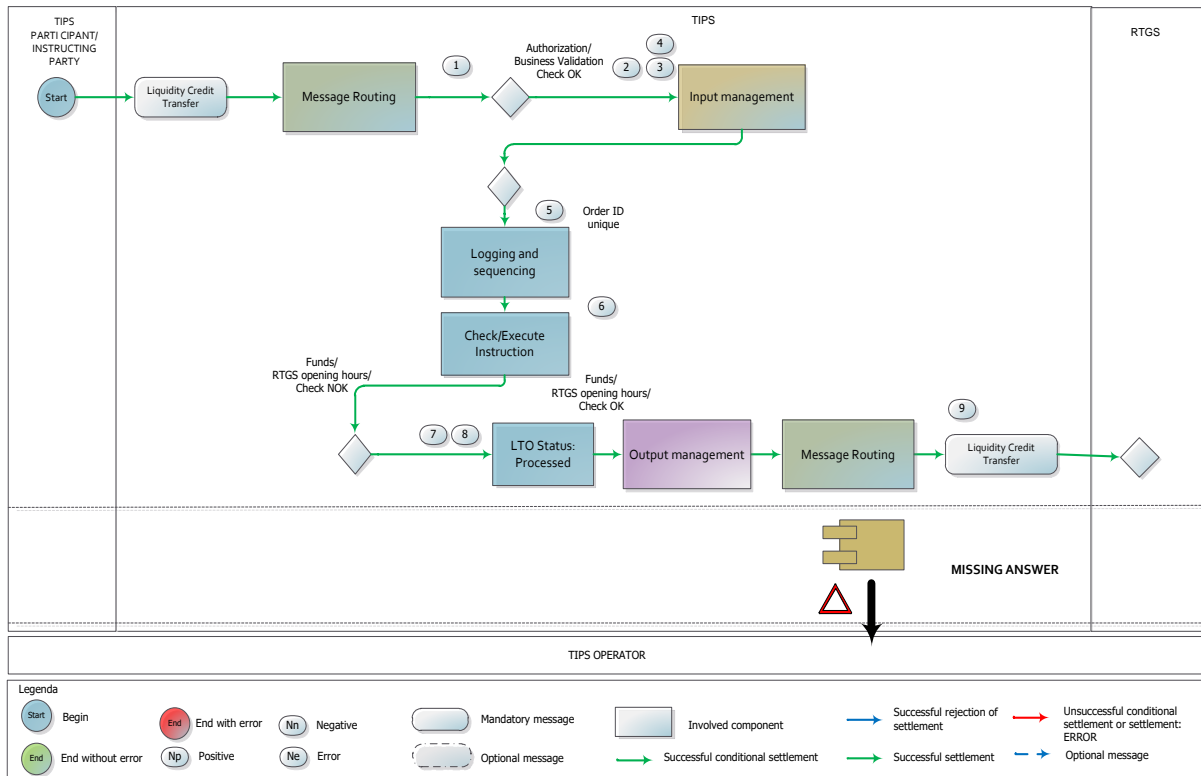 TIPS
PARTICIPANT/
INSTRUCTING
PARTY
TIPS
RTGS
Start
Liquidity Credit
Transfer
Message Routing
1
Authorization/
Business Validation
Check OK
2
4
3
Input management
5
Order ID
unique
Logging and
sequencing
6
Check/Execute
Instruction
Funds/
RTGS opening hours/
Check NOK
Funds/
RTGS opening hours/
Check OK
7
8
LTO Status:
Processed
Output management
Message Routing
9
Liquidity Credit
Transfer
MISSING ANSWER
TIPS OPERATOR
Legenda
Start
Begin
End
End with error
Nn
Negative
Mandatory message
Involved component
Successful rejection of
settlement
Unsuccessful conditional
settlement or settlement:
ERROR
End
End without error
Np
Positive
Ne
Error
Optional message
Successful conditional settlement
Successful settlement
Optional message